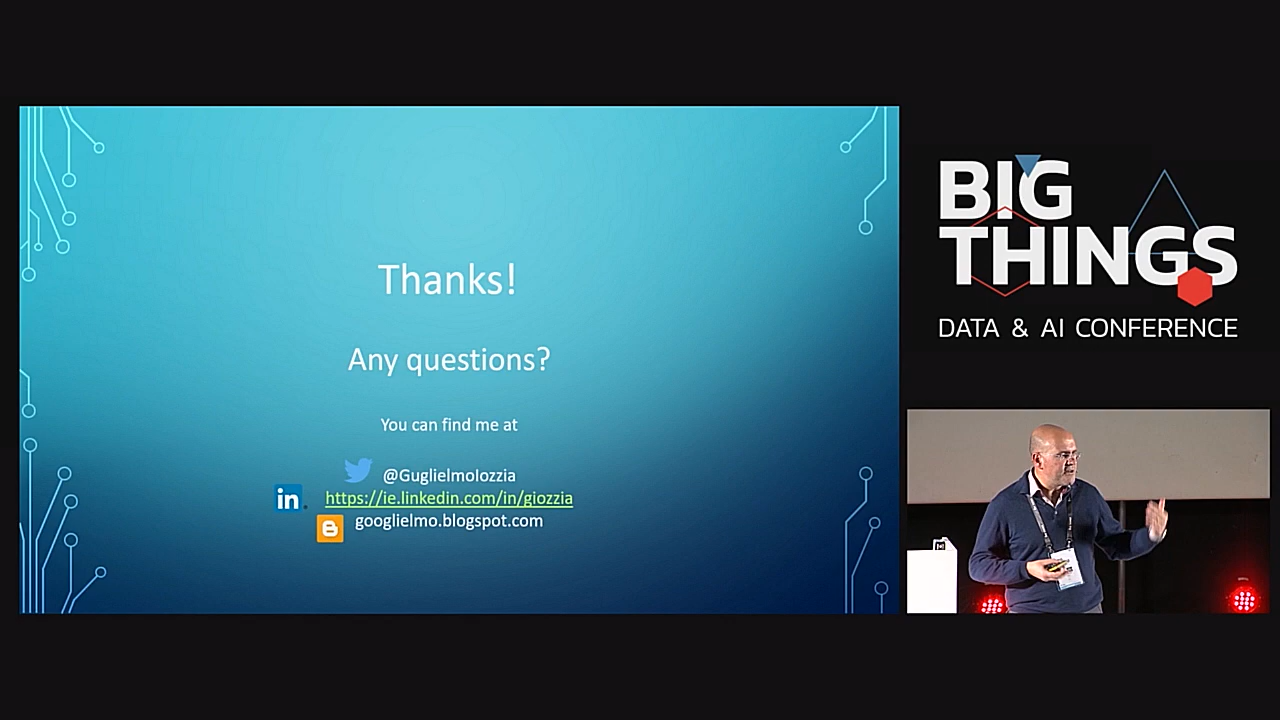 Thanks!
Any questions?
You can find me at
@GuglielmoIozzia
in
https://ie.linkedin.com/in/giozzia
googlielmo.blogspot.com
BIG
THINGS
DATA & AI CONFERENCE